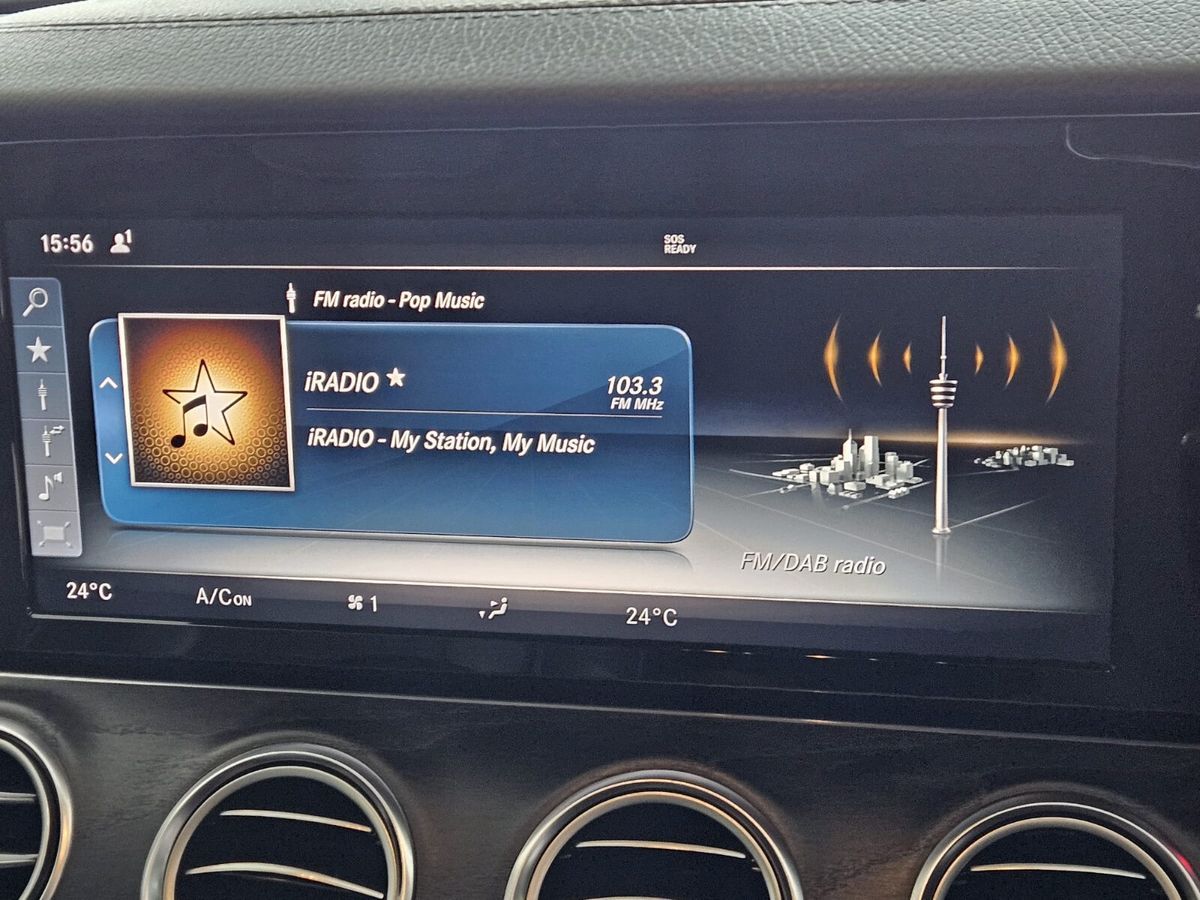 15:56 1
SOS
READY
FM radio - Pop Music
iRADIO ★
103.3
FM MHz
iRADIO - My Station, My Music
FM/DAB radio
24°C A/C ON 1 24°C